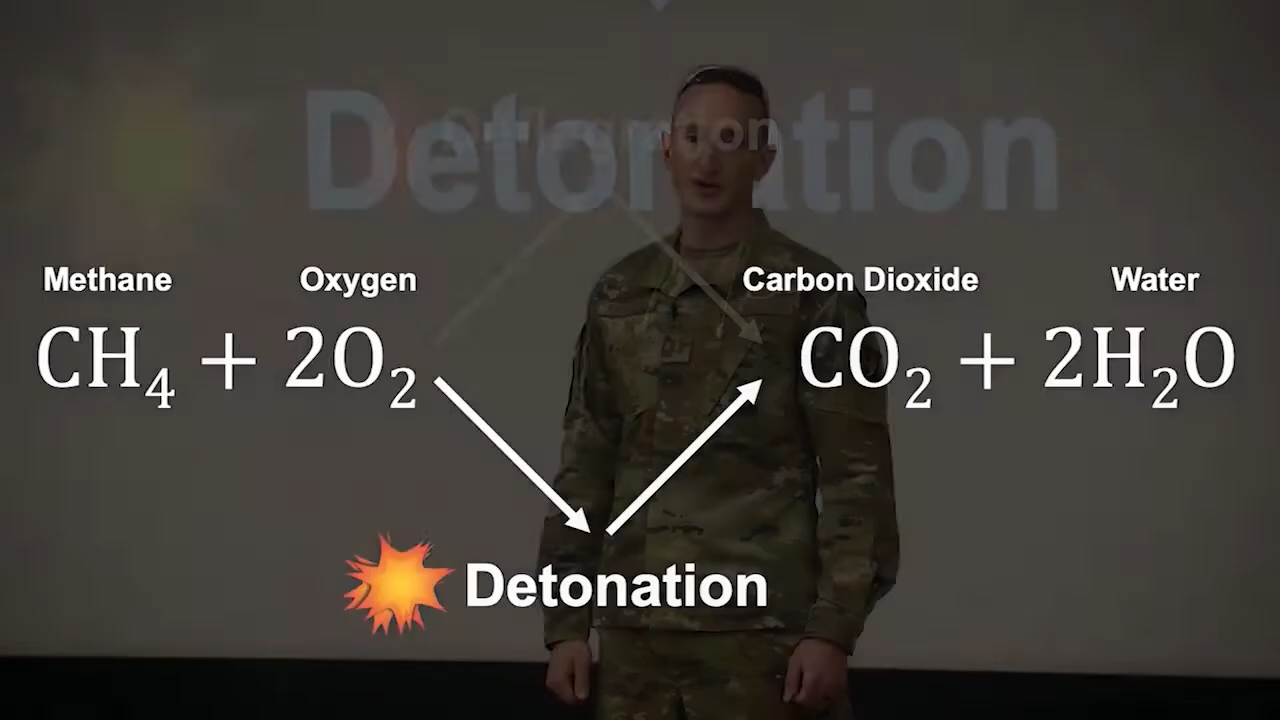 Detonation
Methane Oxygen Carbon Dioxide Water
CH₄ + 2O₂ CO₂ + 2H₂O
Detonation